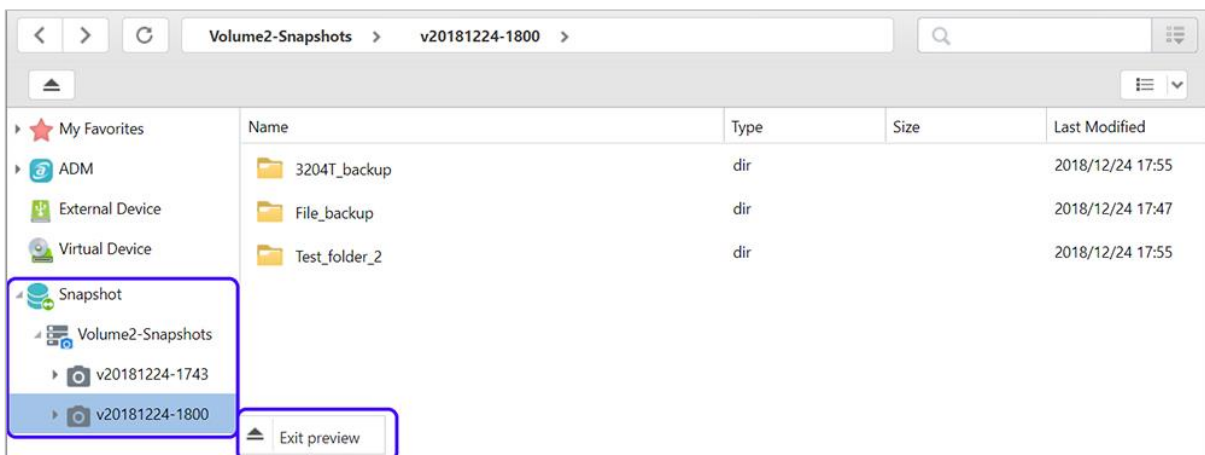 Volume2-Snapshots > v20181224-1800 >
My Favorites
ADM
External Device
Virtual Device
Snapshot
Volume2-Snapshots
v20181224-1743
v20181224-1800
Exit preview
Name Type Size Last Modified
3204T_backup dir 2018/12/24 17:55
File_backup dir 2018/12/24 17:47
Test_folder_2 dir 2018/12/24 17:55